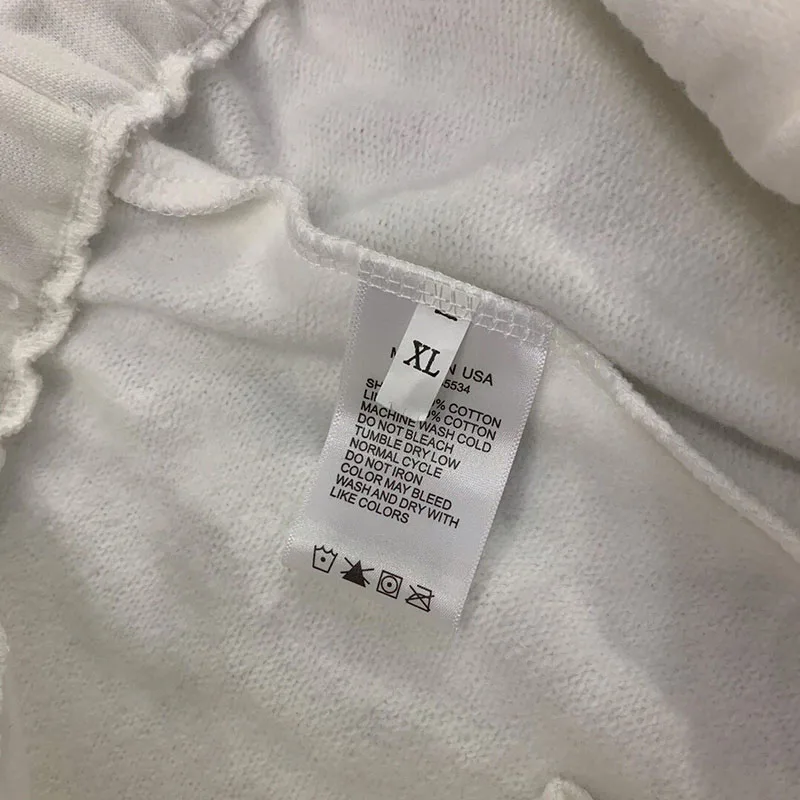 XL
USA
5534
% COTTON
% COTTON
MACHINE WASH COLD
DO NOT BLEACH
TUMBLE DRY LOW
NORMAL CYCLE
DO NOT IRON
COLOR MAY BLEED
WASH AND DRY WITH
LIKE COLORS